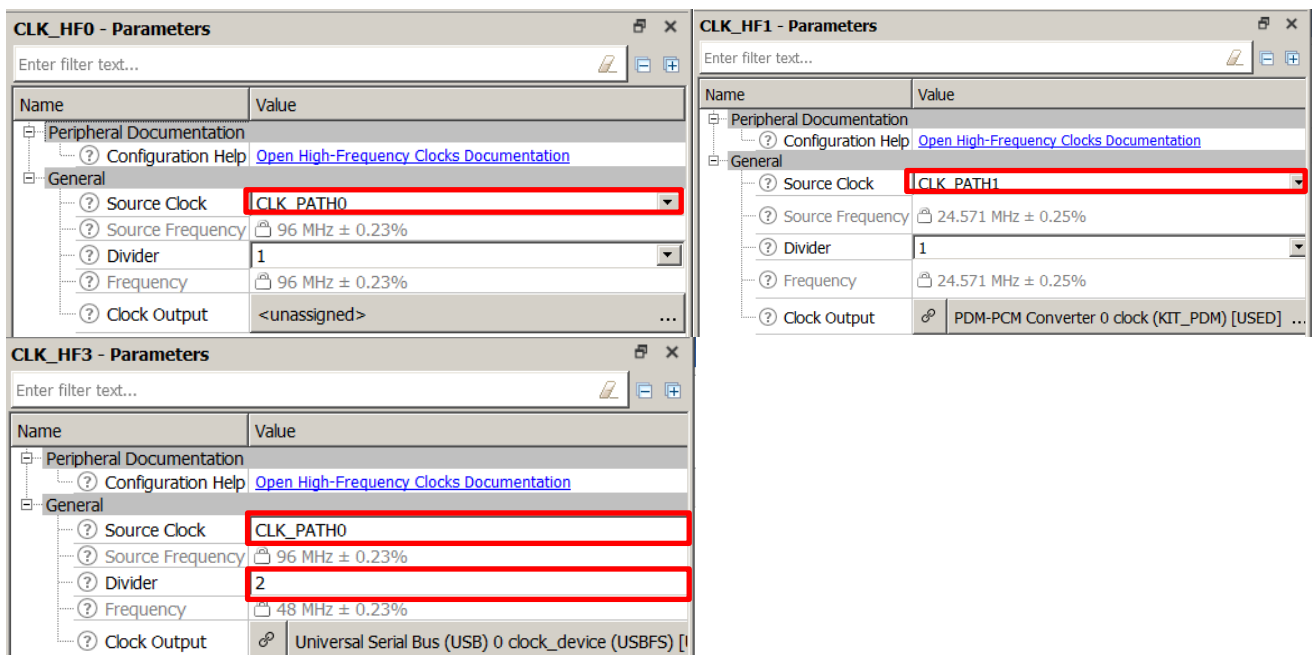 CLK_HF0 - Parameters
Enter filter text...
Name Value
Peripheral Documentation
Configuration Help Open High-Frequency Clocks Documentation
General
Source Clock CLK_PATH0
Source Frequency 96 MHz ± 0.23%
Divider 1
Frequency 96 MHz ± 0.23%
Clock Output <unassigned> ...
CLK_HF1 - Parameters
Enter filter text...
Name Value
Peripheral Documentation
Configuration Help Open High-Frequency Clocks Documentation
General
Source Clock CLK_PATH1
Source Frequency 24.571 MHz ± 0.25%
Divider 1
Frequency 24.571 MHz ± 0.25%
Clock Output PDM-PCM Converter 0 clock (KIT_PDM) [USED] ...
CLK_HF3 - Parameters
Enter filter text...
Name Value
Peripheral Documentation
Configuration Help Open High-Frequency Clocks Documentation
General
Source Clock CLK_PATH0
Source Frequency 96 MHz ± 0.23%
Divider 2
Frequency 48 MHz ± 0.23%
Clock Output Universal Serial Bus (USB) 0 clock_device (USBFS) [